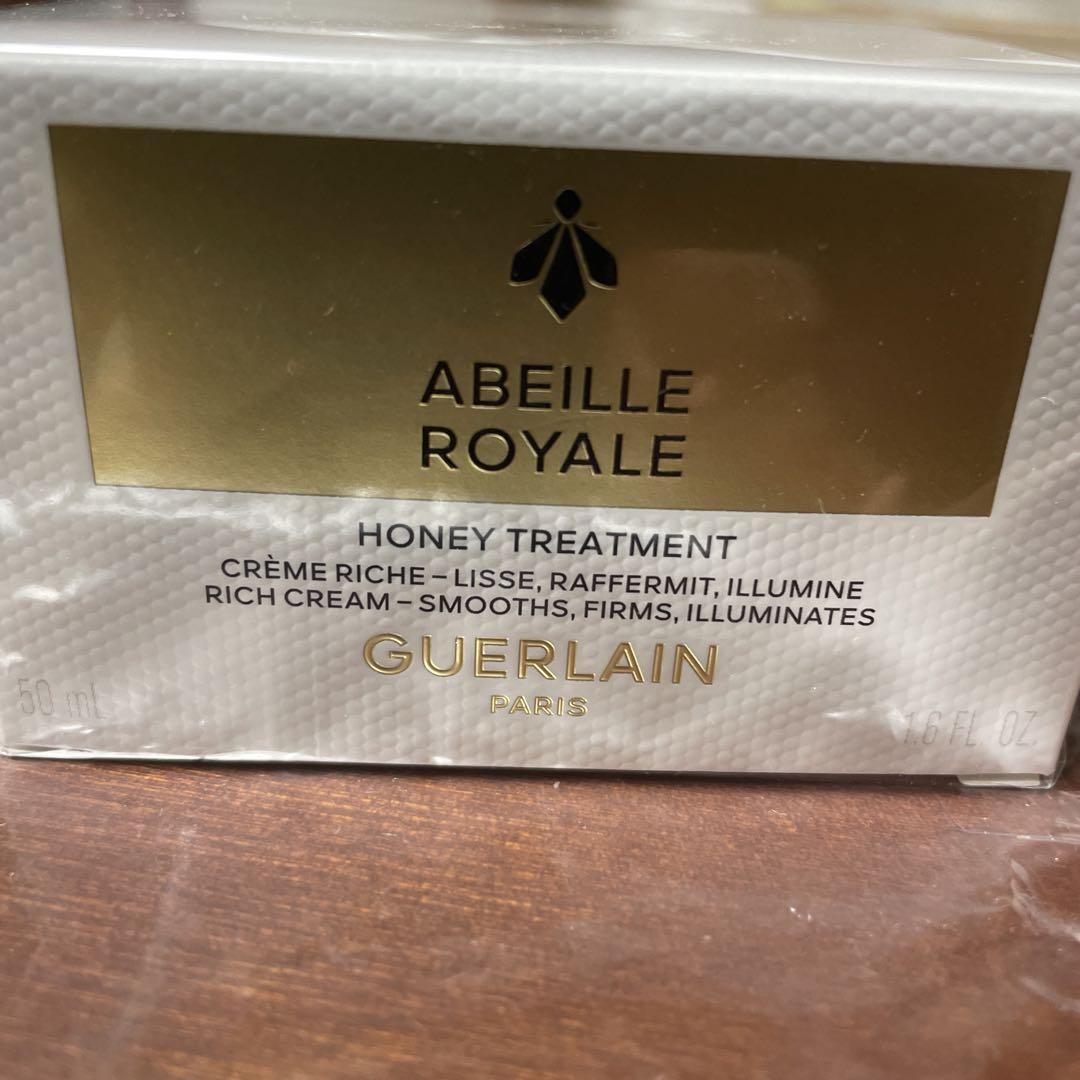 ABEILLE
ROYALE
HONEY TREATMENT
CRÈME RICHE – LISSE, RAFFERMIT, ILLUMINE
RICH CREAM – SMOOTHS, FIRMS, ILLUMINATES
GUERLAIN
PARIS
50 mL
1.6 FL. OZ.